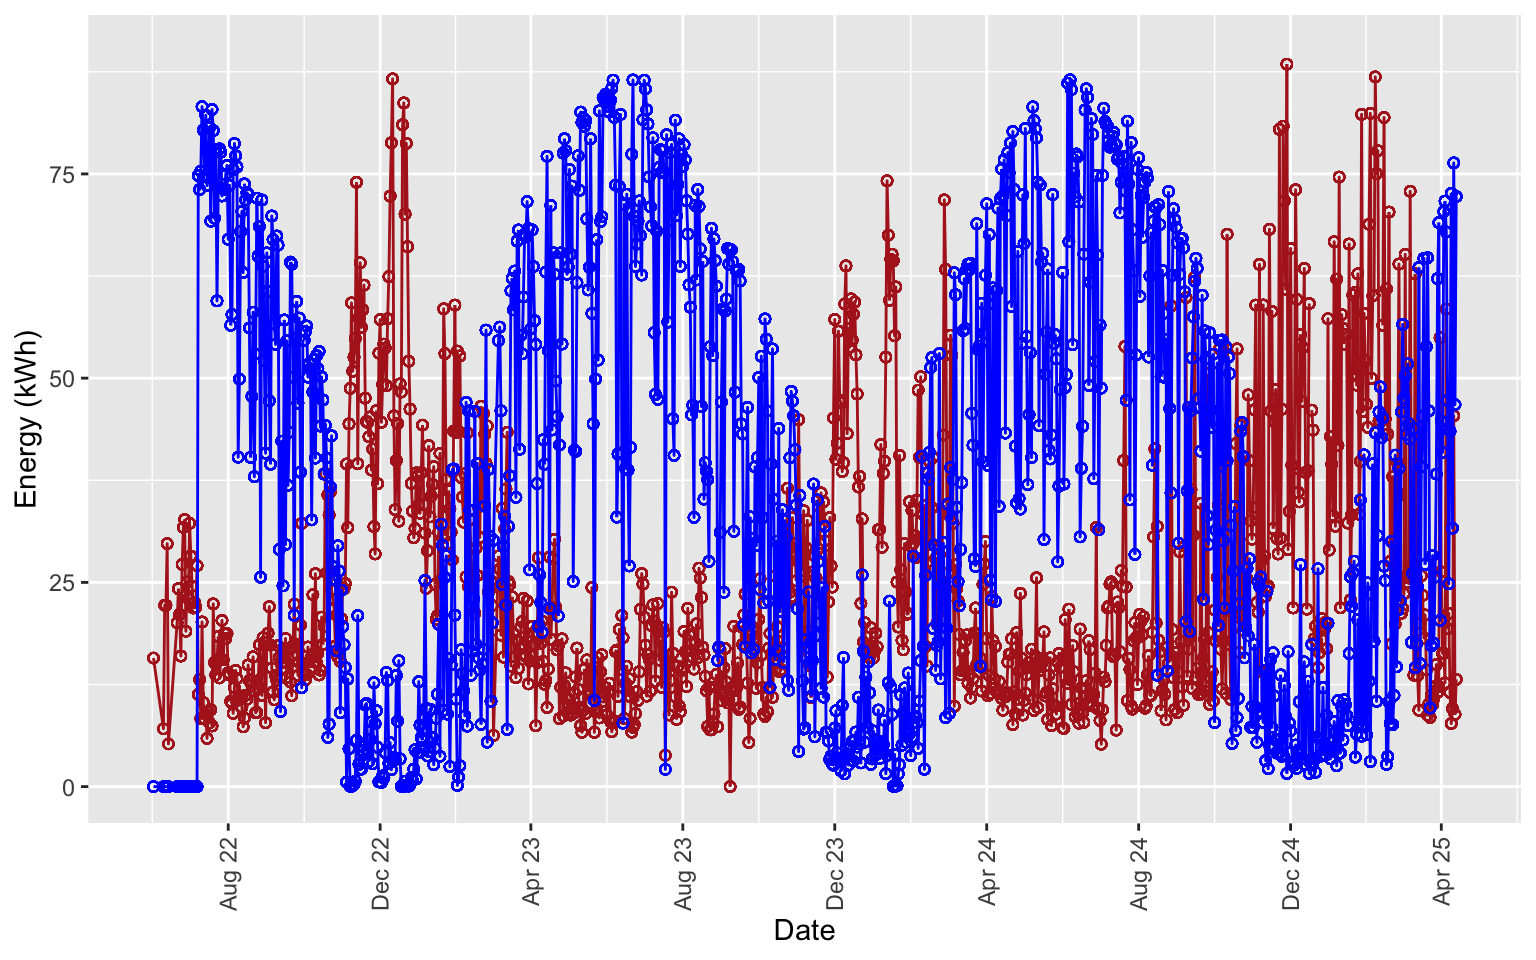 Energy (kWh)
75
50
25
0
Aug 22
Dec 22
Apr 23
Aug 23
Dec 23
Apr 24
Aug 24
Dec 24
Apr 25
Date